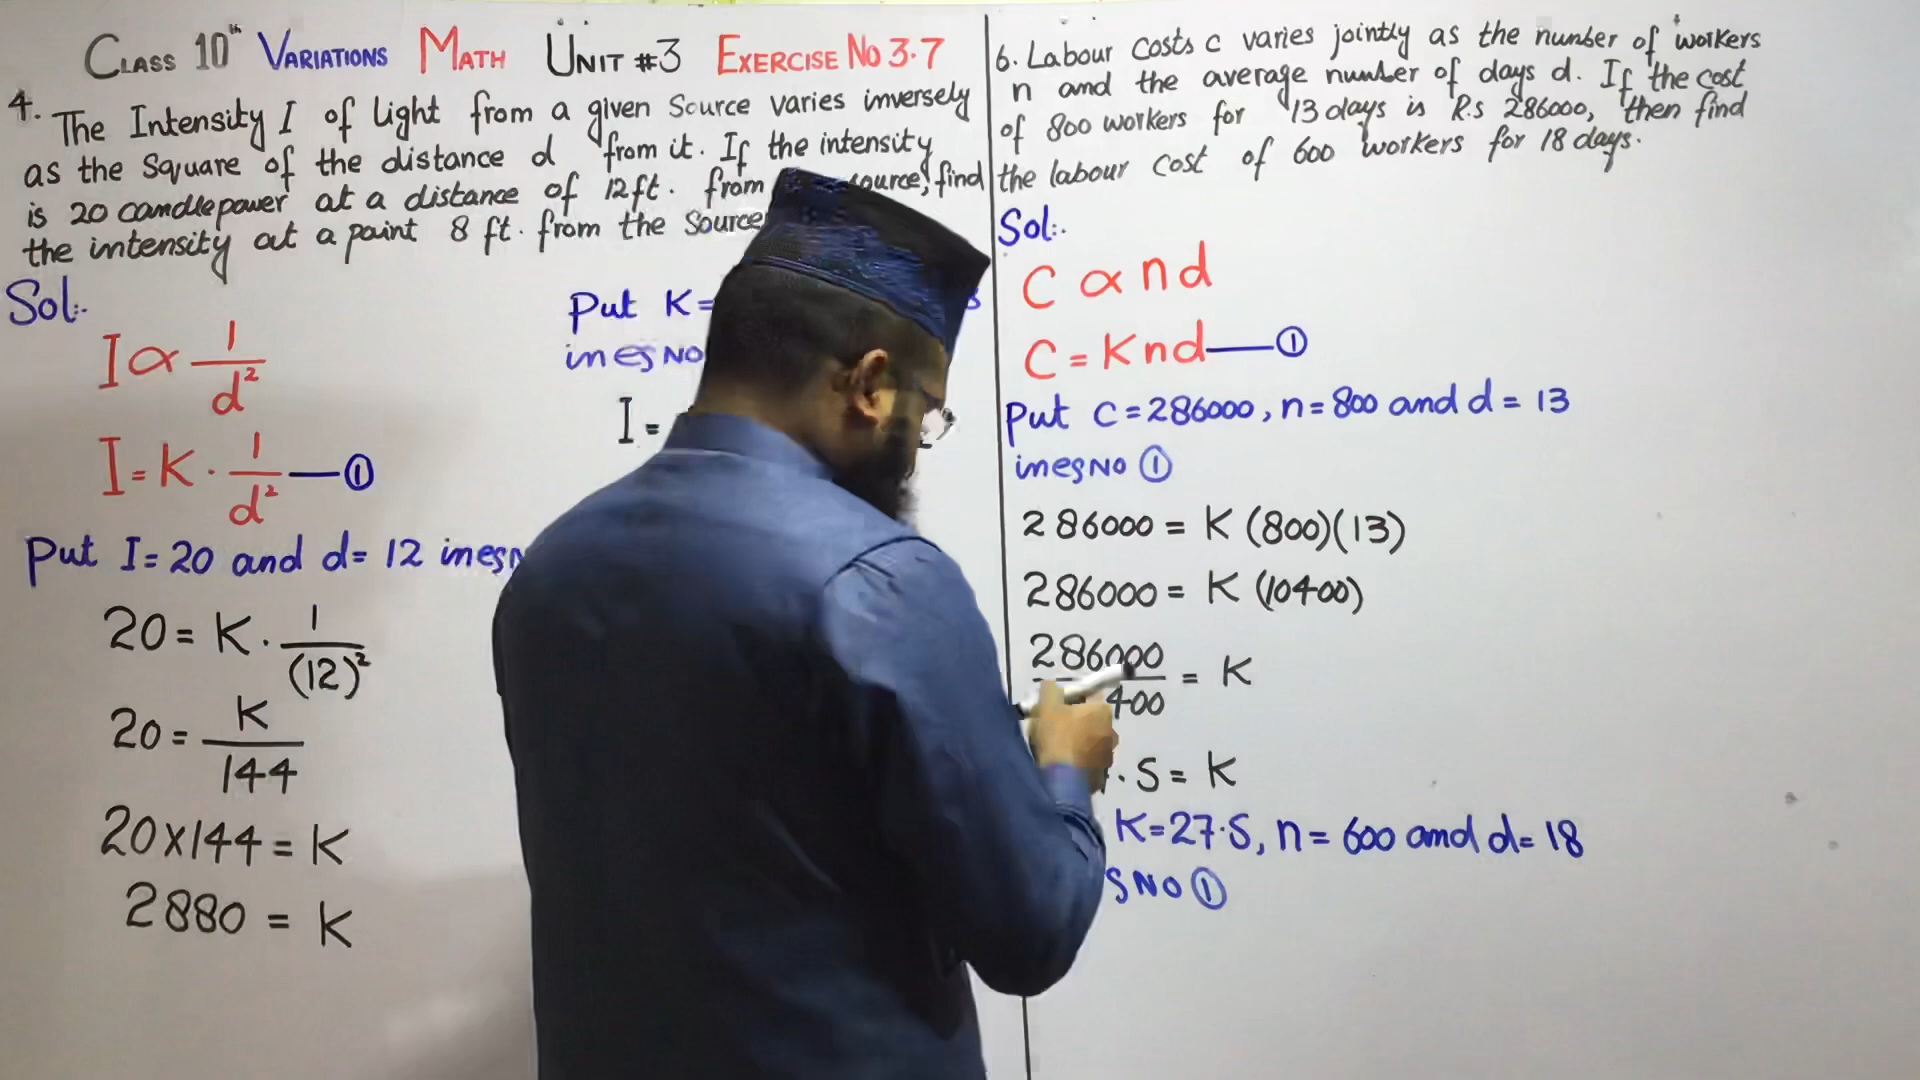 CLASS 10th VARIATIONS MATH UNIT #3 EXERCISE NO 3.7
4. The Intensity I of light from a given Source varies inversely
as the Square of the distance d from it. If the intensity
is 20 candlepower at a distance of 12ft. from source, find
the intensity at a point 8 ft. from the Source
Sol:.
I ∝ 1/d²
I = K · 1/d² — ①
Put I = 20 and d = 12 in
20 = K · 1/(12)²
20 = K/144
20 x 144 = K
2880 = K
Put K =
in eq NO
I =
6. Labour costs c varies jointly as the number of workers
n and the average number of days d. If the cost
of 800 workers for 13 days is R.s 286000, then find
the labour cost of 600 workers for 18 days.
Sol:.
C ∝ n d
C = K n d — ①
Put C = 286000, n = 800 and d = 13
in eq NO ①
286000 = K (800)(13)
286000 = K (10400)
286000/400 = K
.5 = K
K = 27.5, n = 600 and d = 18
NO ①